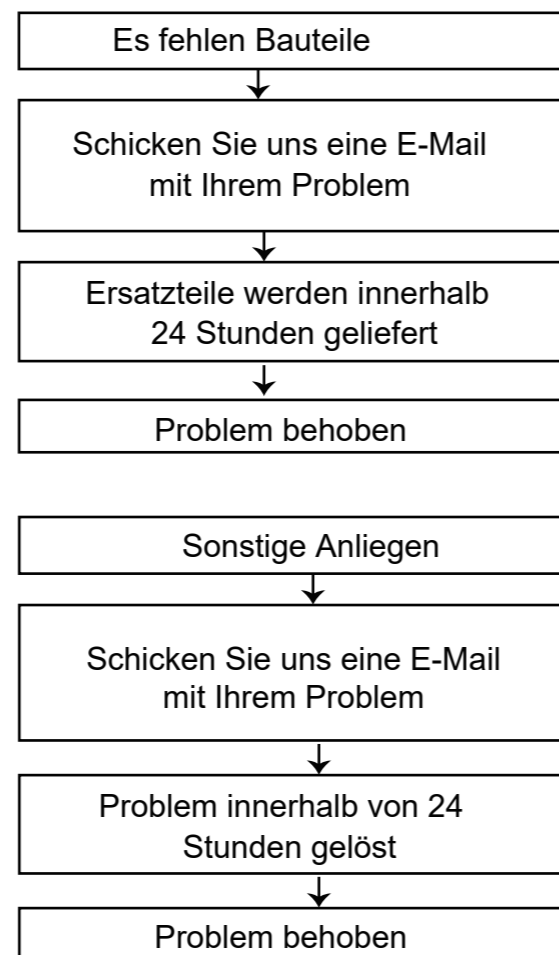 Es fehlen Bauteile
Schicken Sie uns eine E-Mail
mit Ihrem Problem
Ersatzteile werden innerhalb
24 Stunden geliefert
Problem behoben
Sonstige Anliegen
Schicken Sie uns eine E-Mail
mit Ihrem Problem
Problem innerhalb von 24
Stunden gelöst
Problem behoben